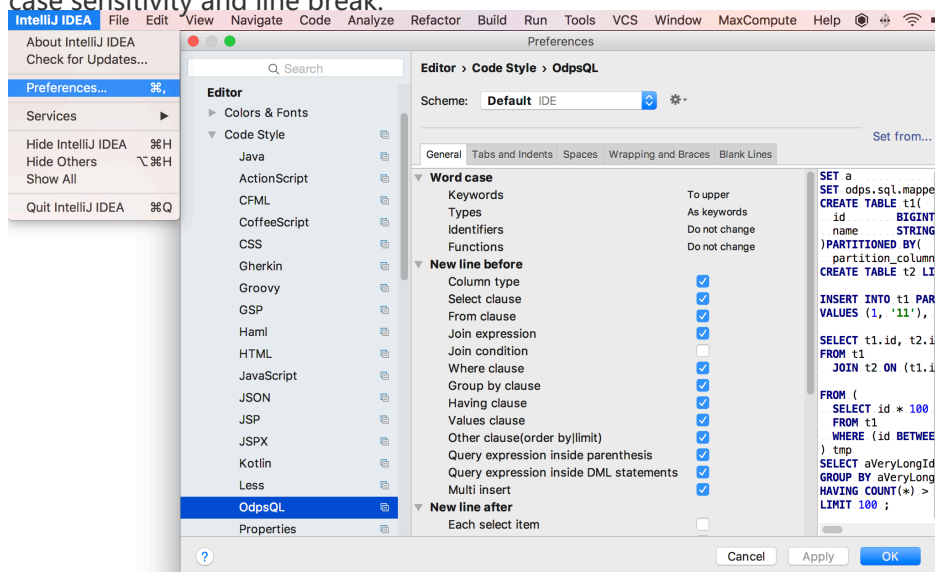 case sensitivity and line break.
IntelliJ IDEA File Edit View Navigate Code Analyze Refactor Build Run Tools VCS Window MaxCompute Help
About IntelliJ IDEA
Check for Updates...
Preferences... ⌘,
Services
Hide IntelliJ IDEA ⌘H
Hide Others ⌥⌘H
Show All
Quit IntelliJ IDEA ⌘Q
Preferences
Search
Editor
Colors & Fonts
Code Style
Java
ActionScript
CFML
CoffeeScript
CSS
Gherkin
Groovy
GSP
Haml
HTML
JavaScript
JSON
JSP
JSPX
Kotlin
Less
OdpsQL
Properties
Editor › Code Style › OdpsQL
Scheme: Default IDE
Set from...
General Tabs and Indents Spaces Wrapping and Braces Blank Lines
Word case
Keywords To upper
Types As keywords
Identifiers Do not change
Functions Do not change
New line before
Column type
Select clause
From clause
Join expression
Join condition
Where clause
Group by clause
Having clause
Values clause
Other clause(order by|limit)
Query expression inside parenthesis
Query expression inside DML statements
Multi insert
New line after
Each select item
SET a
SET odps.sql.mappe
CREATE TABLE t1(
id BIGINT
name STRING
)PARTITIONED BY(
partition_column
CREATE TABLE t2 LI
INSERT INTO t1 PAR
VALUES (1, '11'),
SELECT t1.id, t2.i
FROM t1
JOIN t2 ON (t1.i
FROM (
SELECT id * 100
FROM t1
WHERE (id BETWEE
) tmp
SELECT aVeryLongId
GROUP BY aVeryLong
HAVING COUNT(*) >
LIMIT 100 ;
? Cancel Apply OK